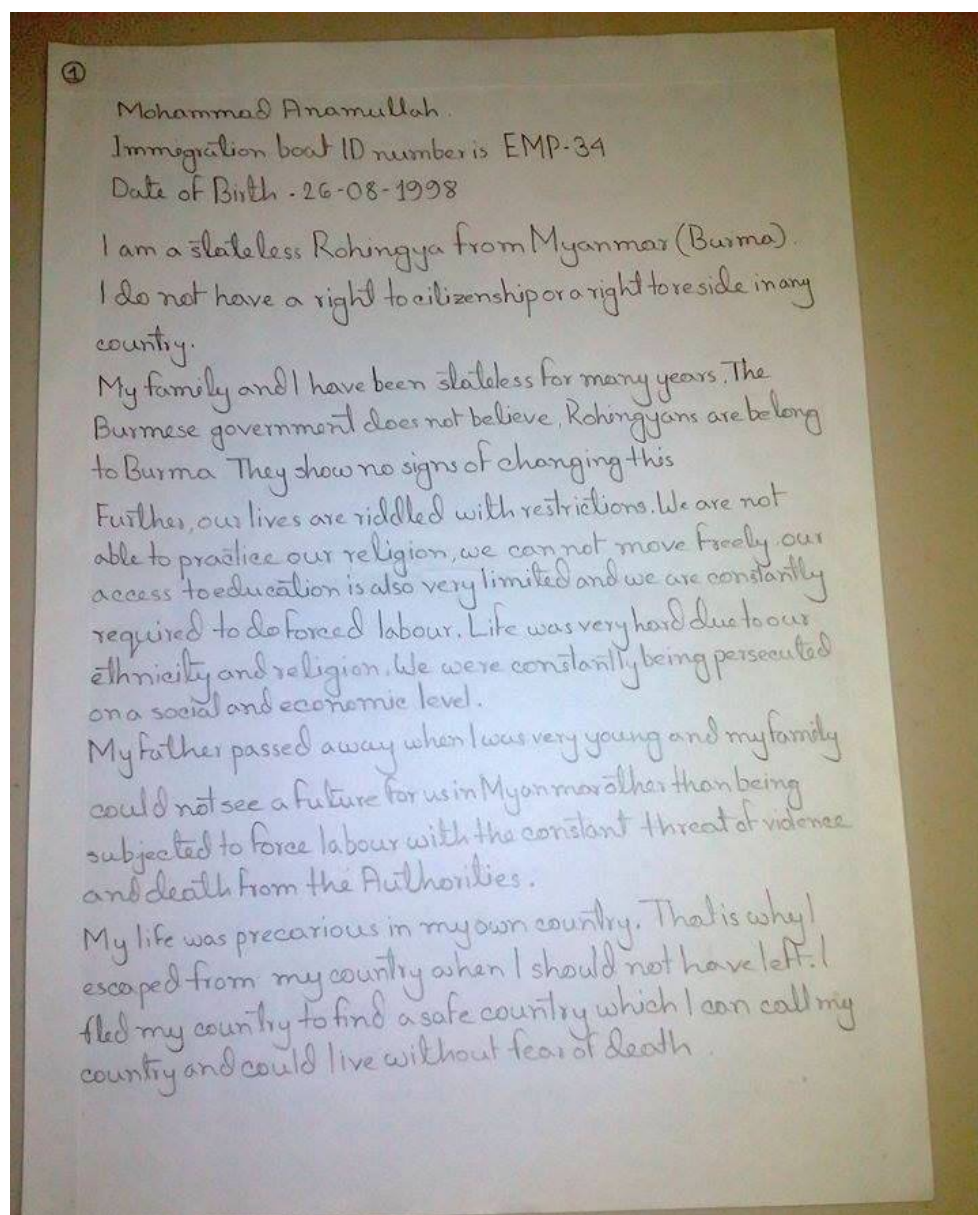 1
Mohammad Anamullah.
Immigration boat ID number is EMP-34
Date of Birth - 26-08-1998
I am a stateless Rohingya from Myanmar (Burma).
I do not have a right to citizenship or a right to reside in any
country.
My family and I have been stateless for many years. The
Burmese government does not believe, Rohingyans are belong
to Burma They show no signs of changing this
Further, our lives are riddled with restrictions. We are not
able to practice our religion, we can not move freely our
access to education is also very limited and we are constantly
required to do forced labour. Life was very hard due to our
ethnicity and religion. We were constantly being persecuted
on a social and economic level.
My father passed away when I was very young and my family
could not see a future for us in Myanmar other than being
subjected to force labour with the constant threat of violence
and death from the Authorities.
My life was precarious in my own country. That is why I
escaped from my country when I should not have left. I
fled my country to find a safe country which I can call my
country and could live without fear of death.